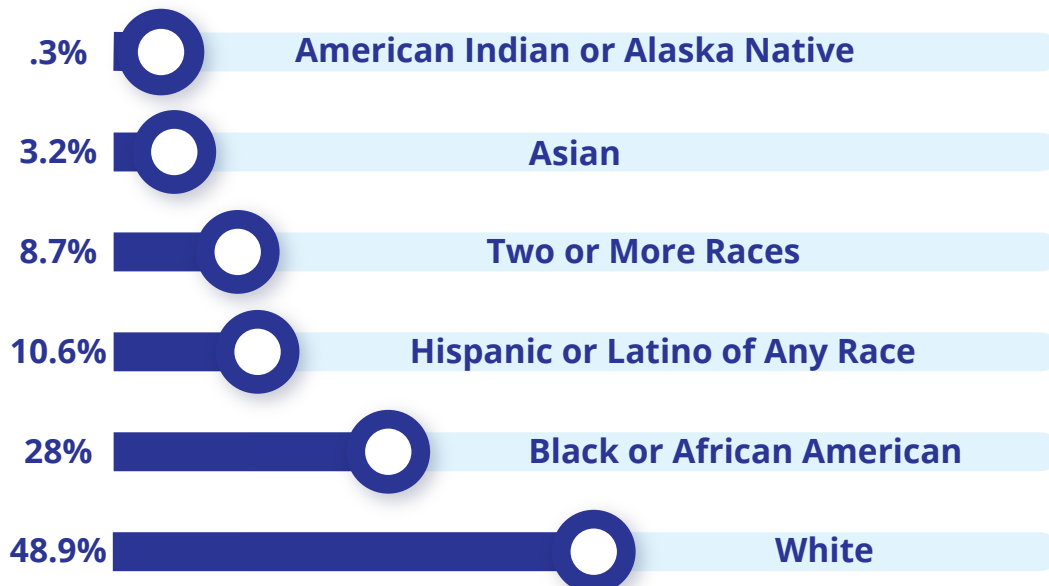 .3% American Indian or Alaska Native
3.2% Asian
8.7% Two or More Races
10.6% Hispanic or Latino of Any Race
28% Black or African American
48.9% White